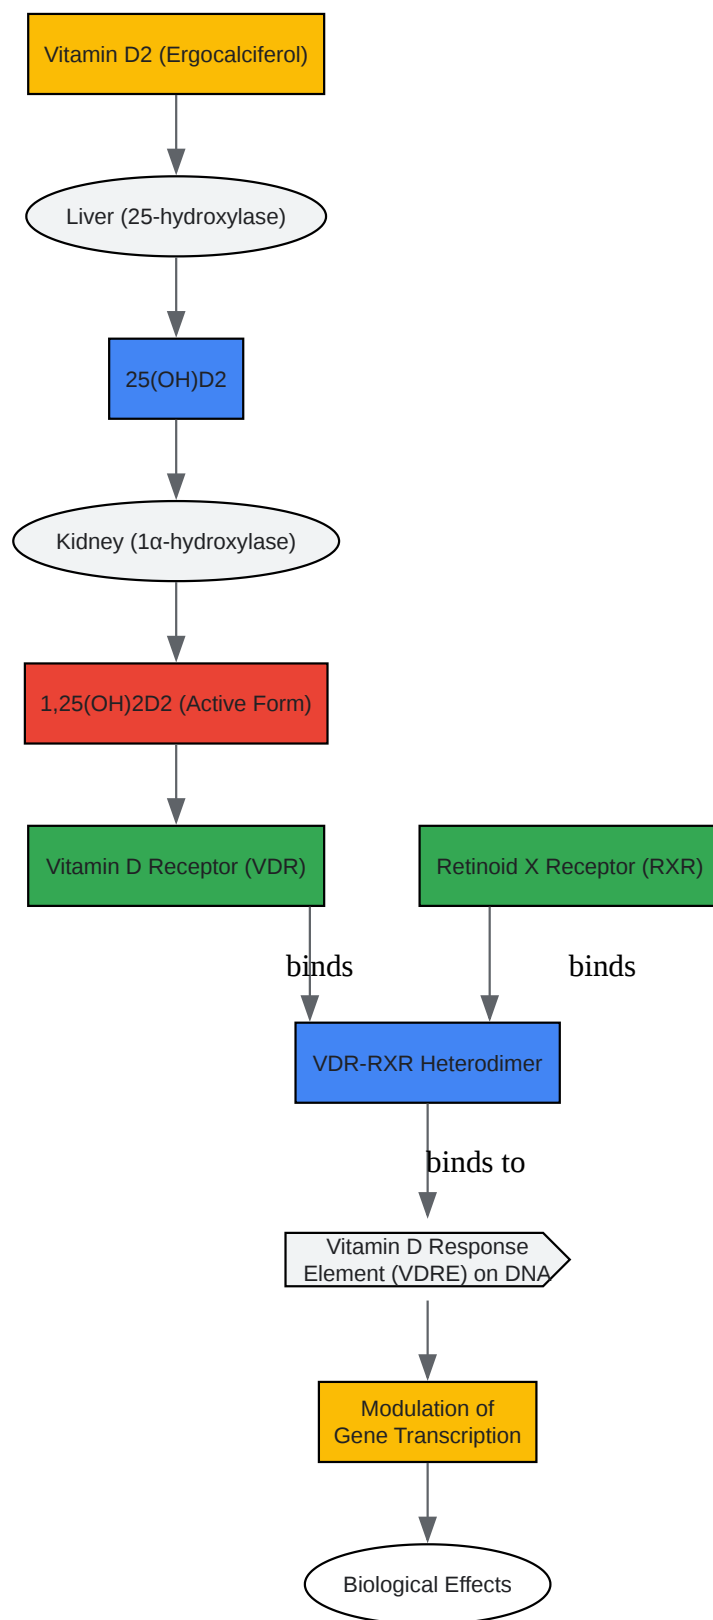 Vitamin D2 (Ergocalciferol)
Liver (25-hydroxylase)
25(OH)D2
Kidney (1α-hydroxylase)
1,25(OH)2D2 (Active Form)
Vitamin D Receptor (VDR)
Retinoid X Receptor (RXR)
binds
binds
VDR-RXR Heterodimer
binds to
Vitamin D Response
Element (VDRE) on DNA
Modulation of
Gene Transcription
Biological Effects